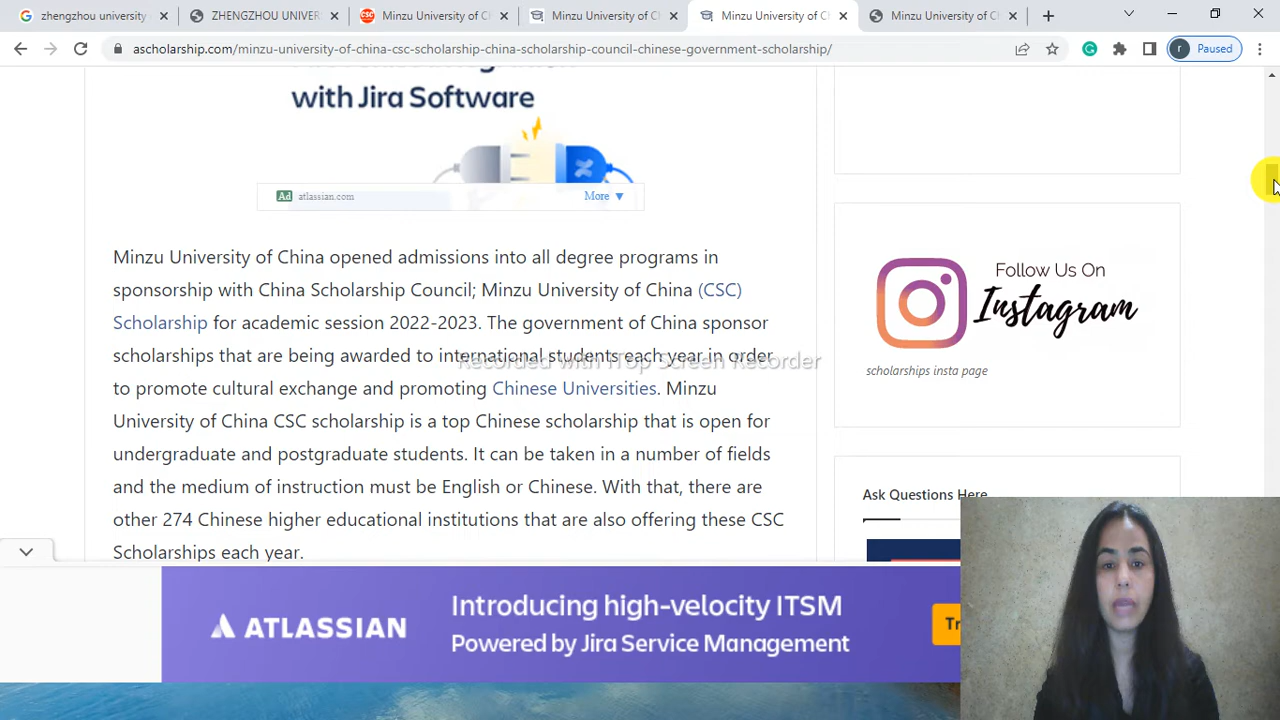 zhengzhou university
ZHENGZHOU UNIVER
Minzu University of C
Minzu University of C
Minzu University of C
Minzu University of C
ascholarship.com/minzu-university-of-china-csc-scholarship-china-scholarship-council-chinese-government-scholarship/
r Paused
with Jira Software
Ad atlassian.com More ▼
Minzu University of China opened admissions into all degree programs in
sponsorship with China Scholarship Council; Minzu University of China (CSC)
Scholarship for academic session 2022-2023. The government of China sponsor
scholarships that are being awarded to international students each year in order
to promote cultural exchange and promoting Chinese Universities. Minzu
University of China CSC scholarship is a top Chinese scholarship that is open for
undergraduate and postgraduate students. It can be taken in a number of fields
and the medium of instruction must be English or Chinese. With that, there are
other 274 Chinese higher educational institutions that are also offering these CSC
Scholarships each year.
Recorded with iTop Screen Recorder
Follow Us On
Instagram
scholarships insta page
Ask Questions Here
ATLASSIAN
Introducing high-velocity ITSM
Powered by Jira Service Management
Tr